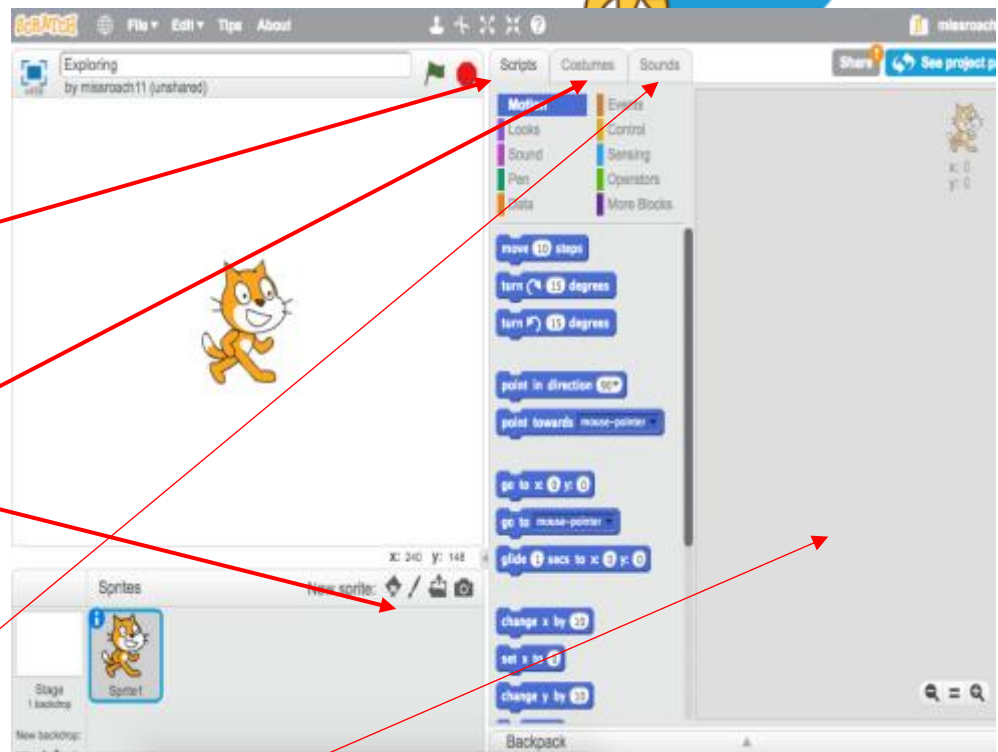 SCRATCH File Edit Tips About missroach
Exploring
by missroach11 (unshared)
Scripts Costumes Sounds
Share See project p
Motion Events
Looks Control
Sound Sensing
Pen Operators
Data More Blocks
x: 0
y: 0
move 10 steps
turn 15 degrees
turn 15 degrees
point in direction 90
point towards mouse-pointer
go to x: 0 y: 0
go to mouse-pointer
glide 1 secs to x: 0 y: 0
change x by 10
set x to 0
change y by 10
X: 240 Y: 148
Sprites New sprite:
Stage
1 backdrop
Sprite1
New backdrop:
Backpack